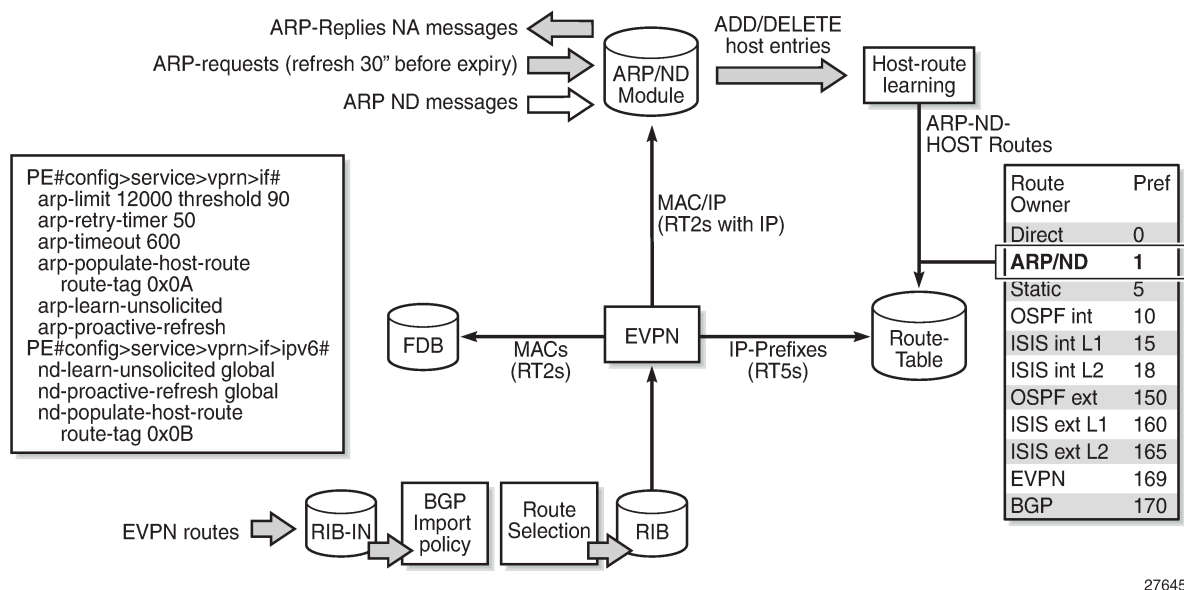 ARP-Replies NA messages
ARP-requests (refresh 30” before expiry)
ARP ND messages
ARP/ND
Module
ADD/DELETE
host entries
Host-route
learning
ARP-ND-
HOST Routes
PE#config>service>vprn>if#
arp-limit 12000 threshold 90
arp-retry-timer 50
arp-timeout 600
arp-populate-host-route
route-tag 0x0A
arp-learn-unsolicited
arp-proactive-refresh
PE#config>service>vprn>if>ipv6#
nd-learn-unsolicited global
nd-proactive-refresh global
nd-populate-host-route
route-tag 0x0B
MAC/IP
(RT2s with IP)
FDB
MACs
(RT2s)
EVPN
IP-Prefixes
(RT5s)
Route-
Table
Route Pref
Owner
Direct 0
ARP/ND 1
Static 5
OSPF int 10
ISIS int L1 15
ISIS int L2 18
OSPF ext 150
ISIS ext L1 160
ISIS ext L2 165
EVPN 169
BGP 170
EVPN routes
RIB-IN
BGP
Import
policy
Route
Selection
RIB
27645